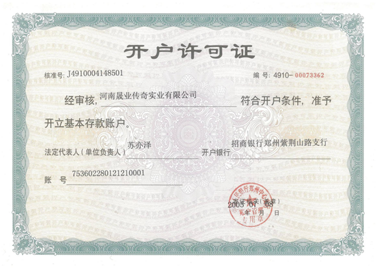 开户许可证
核准号: J4910004148501 编号: 4910-00073362
经审核, 河南晟业传奇实业有限公司 符合开户条件, 准予
开立基本存款账户。
法定代表人（单位负责人） 苏亦泽 开户银行 招商银行郑州紫荆山路支行
账 号 753602280121210001